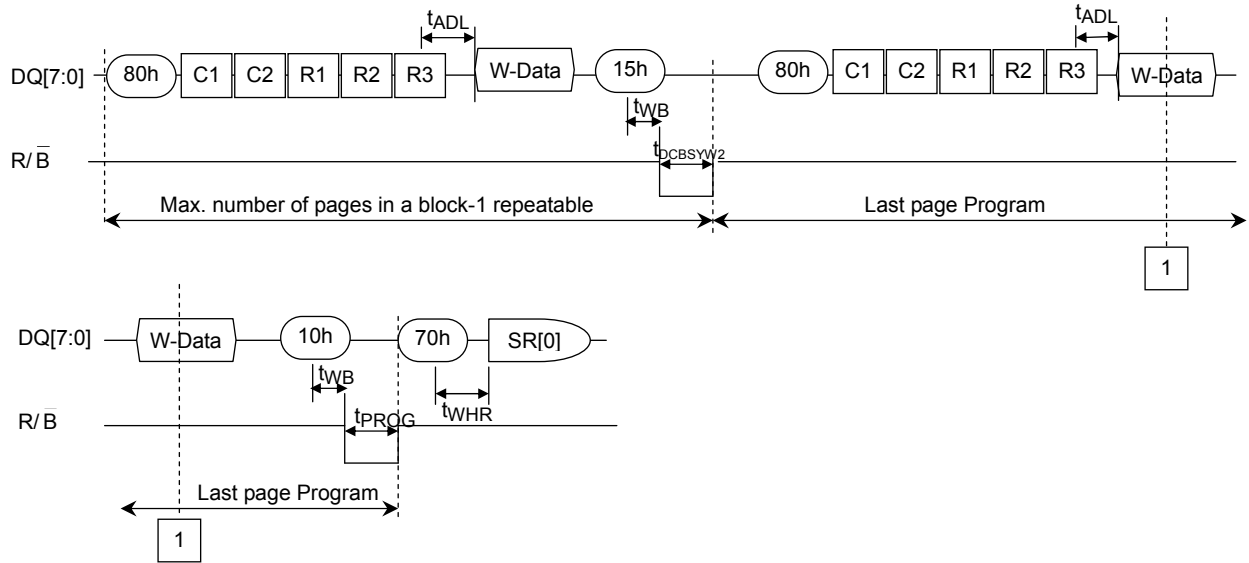 tADL tADL
DQ[7:0] 80h C1 C2 R1 R2 R3 W-Data 15h 80h C1 C2 R1 R2 R3 W-Data
tWB
R/B̅ tDCBSYW2
Max. number of pages in a block-1 repeatable Last page Program
1
DQ[7:0] W-Data 10h 70h SR[0]
tWB
R/B̅ tPROG tWHR
Last page Program
1